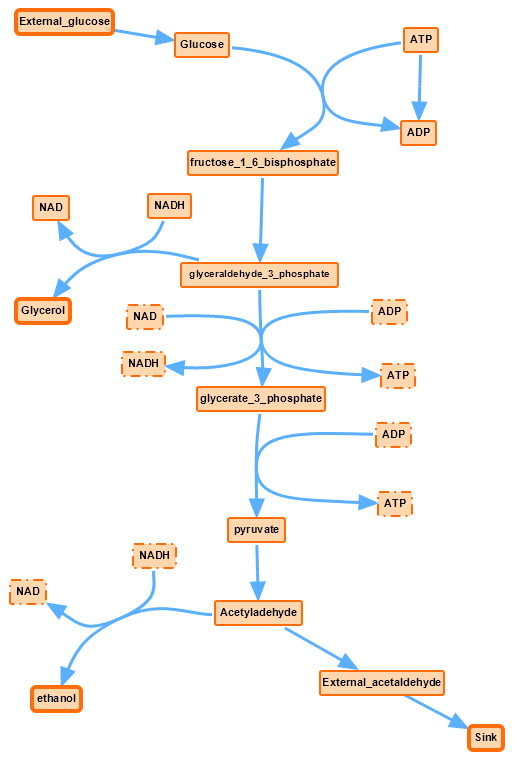 External_glucose
Glucose
ATP
ADP
fructose_1_6_bisphosphate
NAD
NADH
glyceraldehyde_3_phosphate
Glycerol
NAD
ADP
NADH
ATP
glycerate_3_phosphate
ADP
ATP
pyruvate
NADH
NAD
Acetyladehyde
External_acetaldehyde
ethanol
Sink